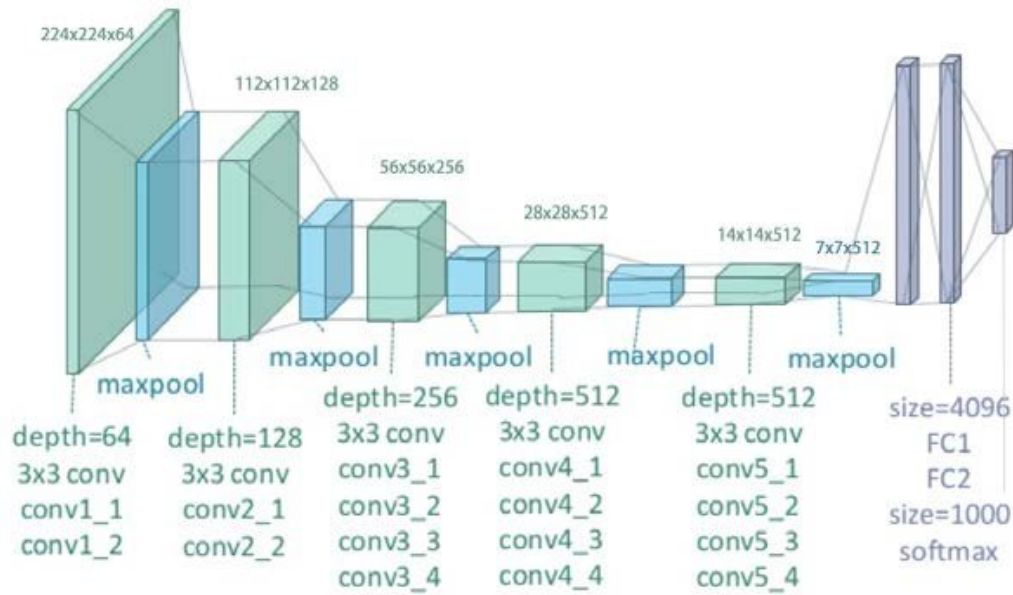 224x224x64
112x112x128
56x56x256
28x28x512
14x14x512
7x7x512
maxpool
maxpool
maxpool
maxpool
maxpool
depth=64
3x3 conv
conv1_1
conv1_2
depth=128
3x3 conv
conv2_1
conv2_2
depth=256
3x3 conv
conv3_1
conv3_2
conv3_3
conv3_4
depth=512
3x3 conv
conv4_1
conv4_2
conv4_3
conv4_4
depth=512
3x3 conv
conv5_1
conv5_2
conv5_3
conv5_4
size=4096
FC1
FC2
size=1000
softmax